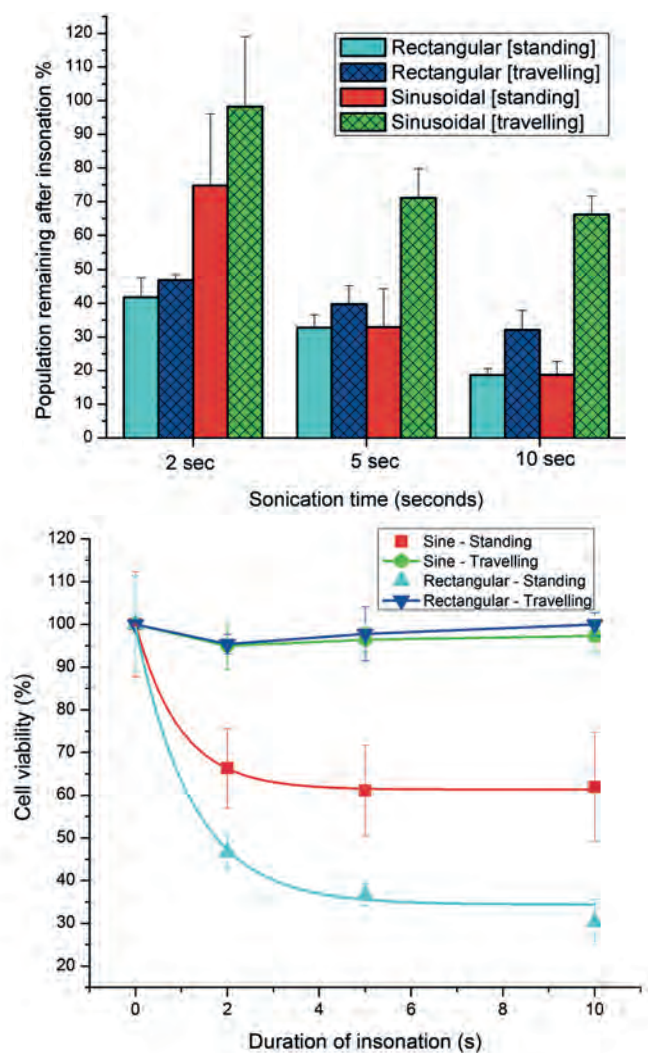 120
110
100
90
80
70
60
50
40
30
20
10
0
Population remaining after insonation %
Rectangular [standing]
Rectangular [travelling]
Sinusoidal [standing]
Sinusoidal [travelling]
2 sec
5 sec
10 sec
Sonication time (seconds)
120
110
100
90
80
70
60
50
40
30
20
Cell viability (%)
Sine - Standing
Sine - Travelling
Rectangular - Standing
Rectangular - Travelling
0 2 4 6 8 10
Duration of insonation (s)